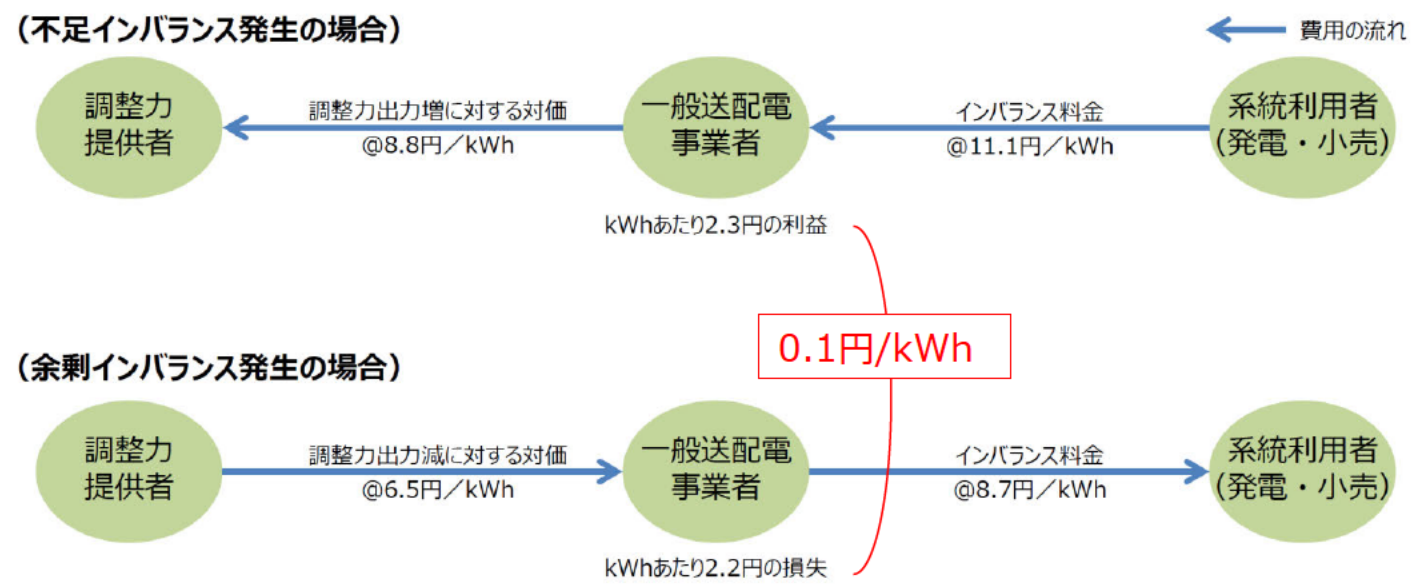 (不足インバランス発生の場合)
費用の流れ
調整力
提供者
調整力出力増に対する対価
@8.8円/kWh
一般送配電
事業者
インバランス料金
@11.1円/kWh
系統利用者
(発電・小売)
kWhあたり2.3円の利益
0.1円/kWh
(余剰インバランス発生の場合)
調整力
提供者
調整力出力減に対する対価
@6.5円/kWh
一般送配電
事業者
インバランス料金
@8.7円/kWh
系統利用者
(発電・小売)
kWhあたり2.2円の損失